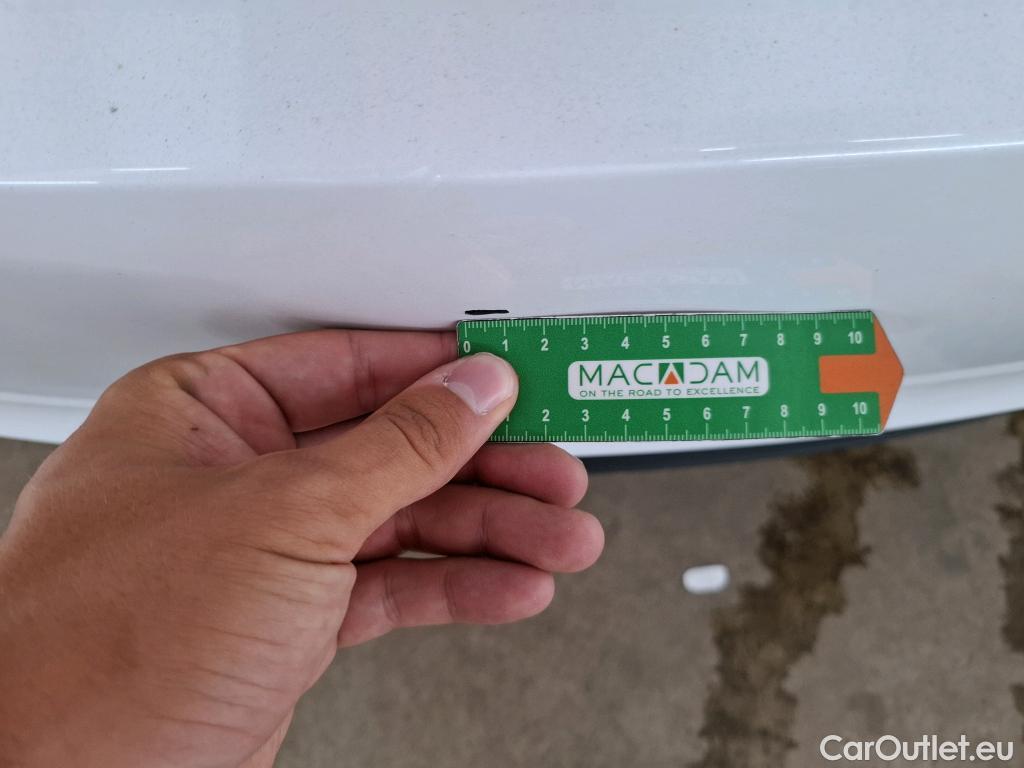 0 1 2 3 4 5 6 7 8 9 10
MACADAM
ON THE ROAD TO EXCELLENCE
2 3 4 5 6 7 8 9 10
CarOutlet.eu